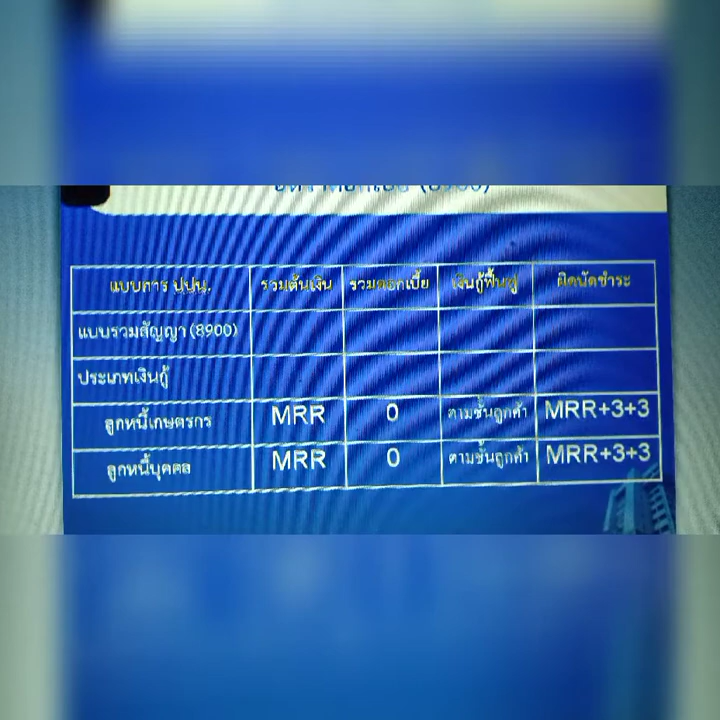 (8900)
แบบการ ปปน. รวมต้นเงิน รวมดอกเบี้ย เงินกู้ฟื้นฟู ผิดนัดชำระ
แบบรวมสัญญา (8900)
ประเภทเงินกู้
ลูกหนี้เกษตรกร MRR 0 ตามชั้นลูกค้า MRR+3+3
ลูกหนี้บุคคล MRR 0 ตามชั้นลูกค้า MRR+3+3